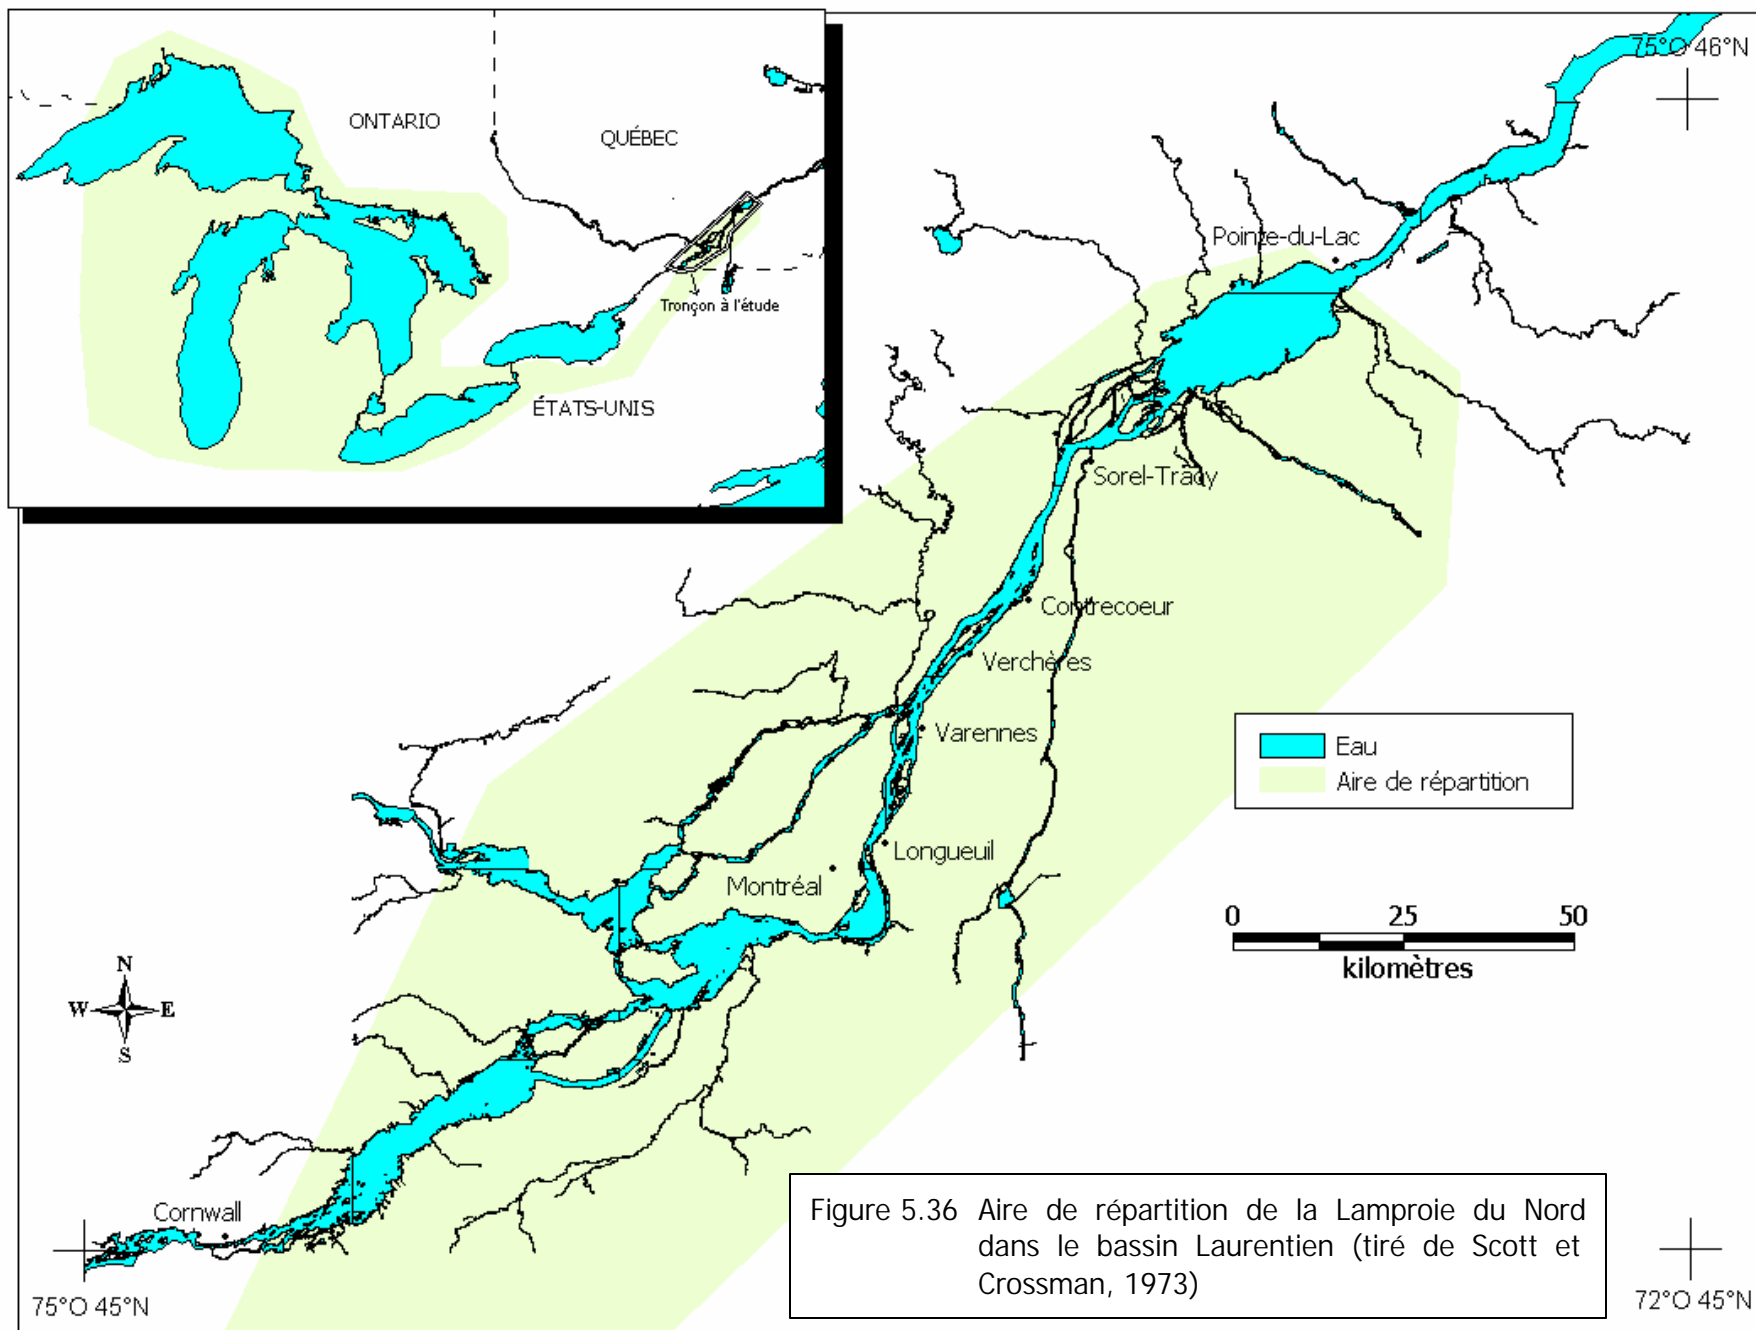 75°O 46°N
ONTARIO
QUÉBEC
Tronçon à l'étude
ÉTATS-UNIS
Pointe-du-Lac
Sorel-Tracy
Contrecoeur
Verchères
Varennes
Longueuil
Montréal
Cornwall
Eau
Aire de répartition
0 25 50
kilomètres
N
W E
S
Figure 5.36 Aire de répartition de la Lamproie du Nord
dans le bassin Laurentien (tiré de Scott et
Crossman, 1973)
75°O 45°N
72°O 45°N